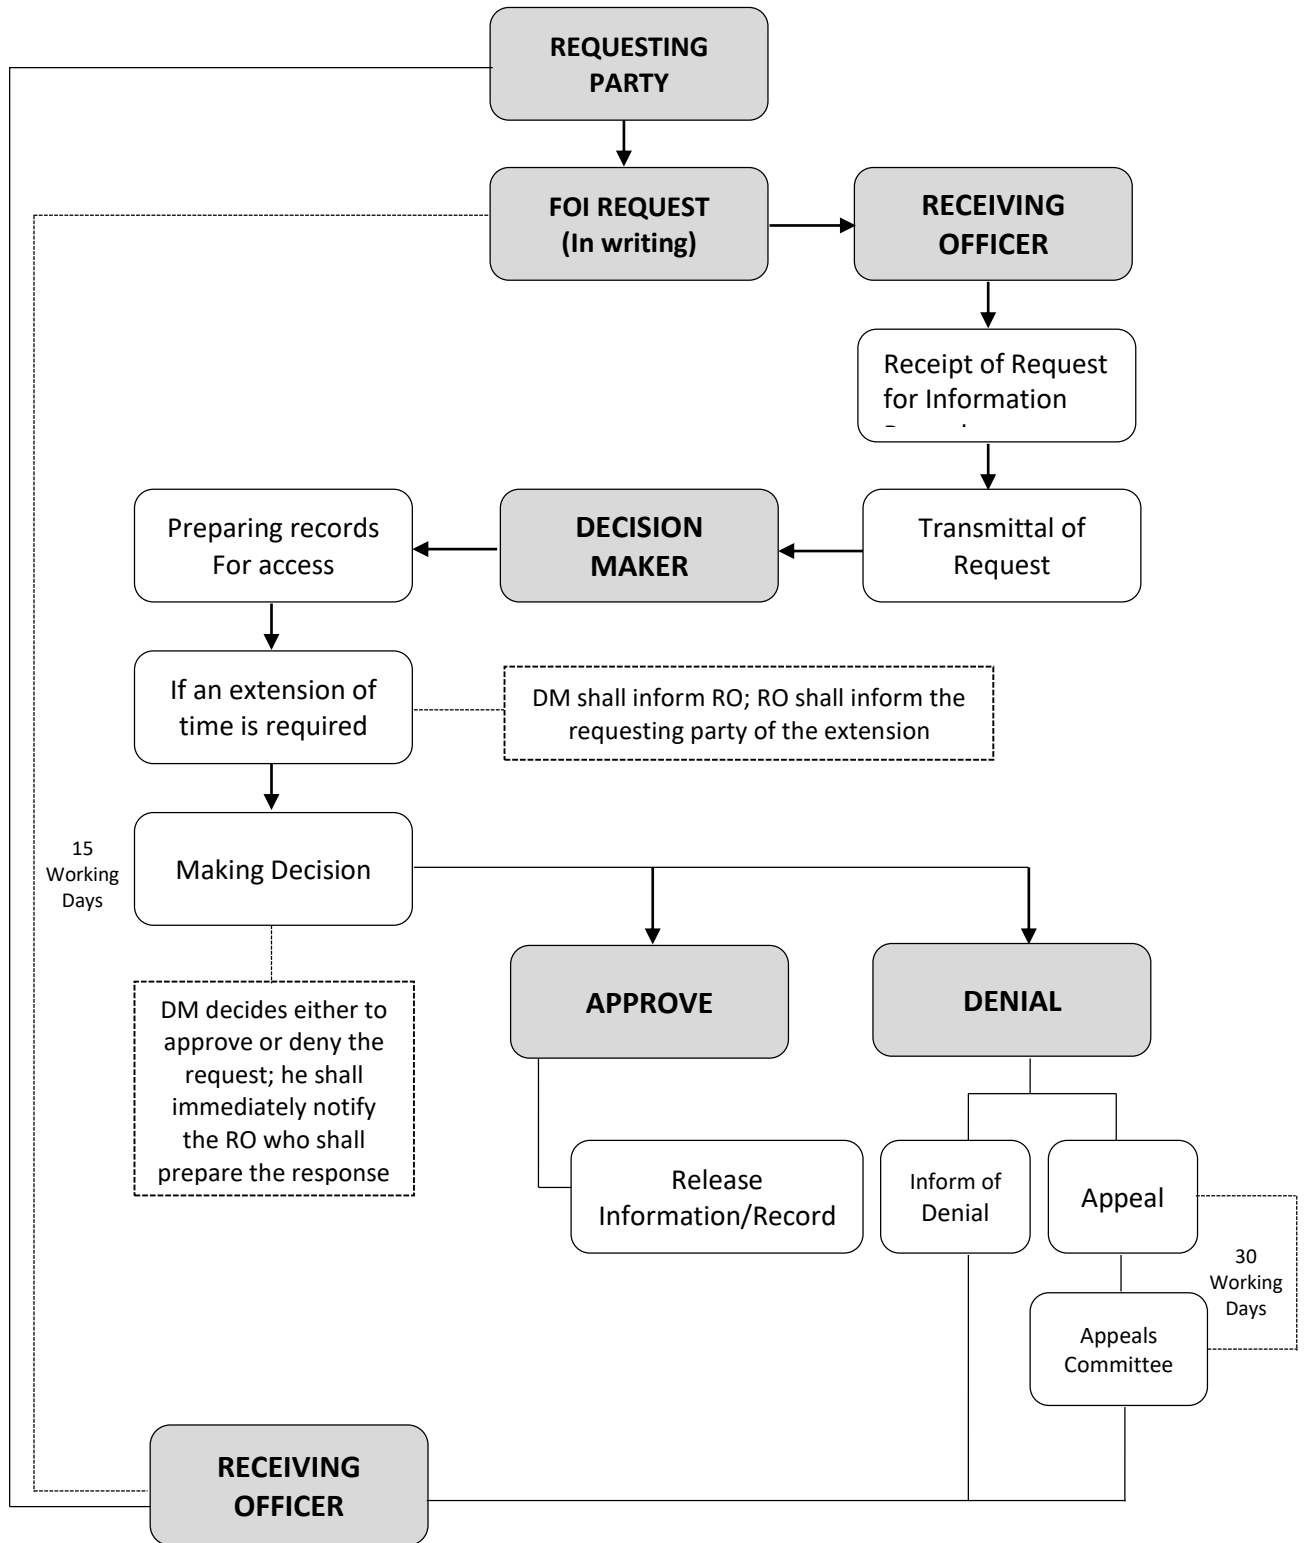 REQUESTING
PARTY
FOI REQUEST
(In writing)
RECEIVING
OFFICER
Receipt of Request
for Information
Transmittal of
Request
DECISION
MAKER
Preparing records
For access
If an extension of
time is required
DM shall inform RO; RO shall inform the
requesting party of the extension
Making Decision
15
Working
Days
DM decides either to
approve or deny the
request; he shall
immediately notify
the RO who shall
prepare the response
APPROVE
DENIAL
Release
Information/Record
Inform of
Denial
Appeal
30
Working
Days
Appeals
Committee
RECEIVING
OFFICER